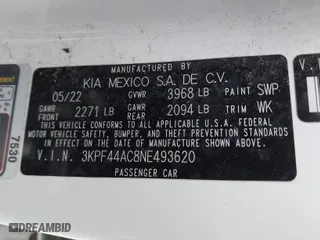 MANUFACTURED BY
KIA MEXICO S.A. DE C.V.
05/22 GVWR 3968 LB PAINT SWP
GAWR FRONT 2271 LB GAWR REAR 2094 LB TRIM WK
THIS VEHICLE CONFORMS TO ALL APPLICABLE U.S.A. FEDERAL
MOTOR VEHICLE SAFETY, BUMPER, AND THEFT PREVENTION
STANDARDS IN EFFECT ON THE DATE OF MANUFACTURE SHOWN ABOVE.
V.I.N. 3KPF44AC8NE493620
PASSENGER CAR
7530
V.I.